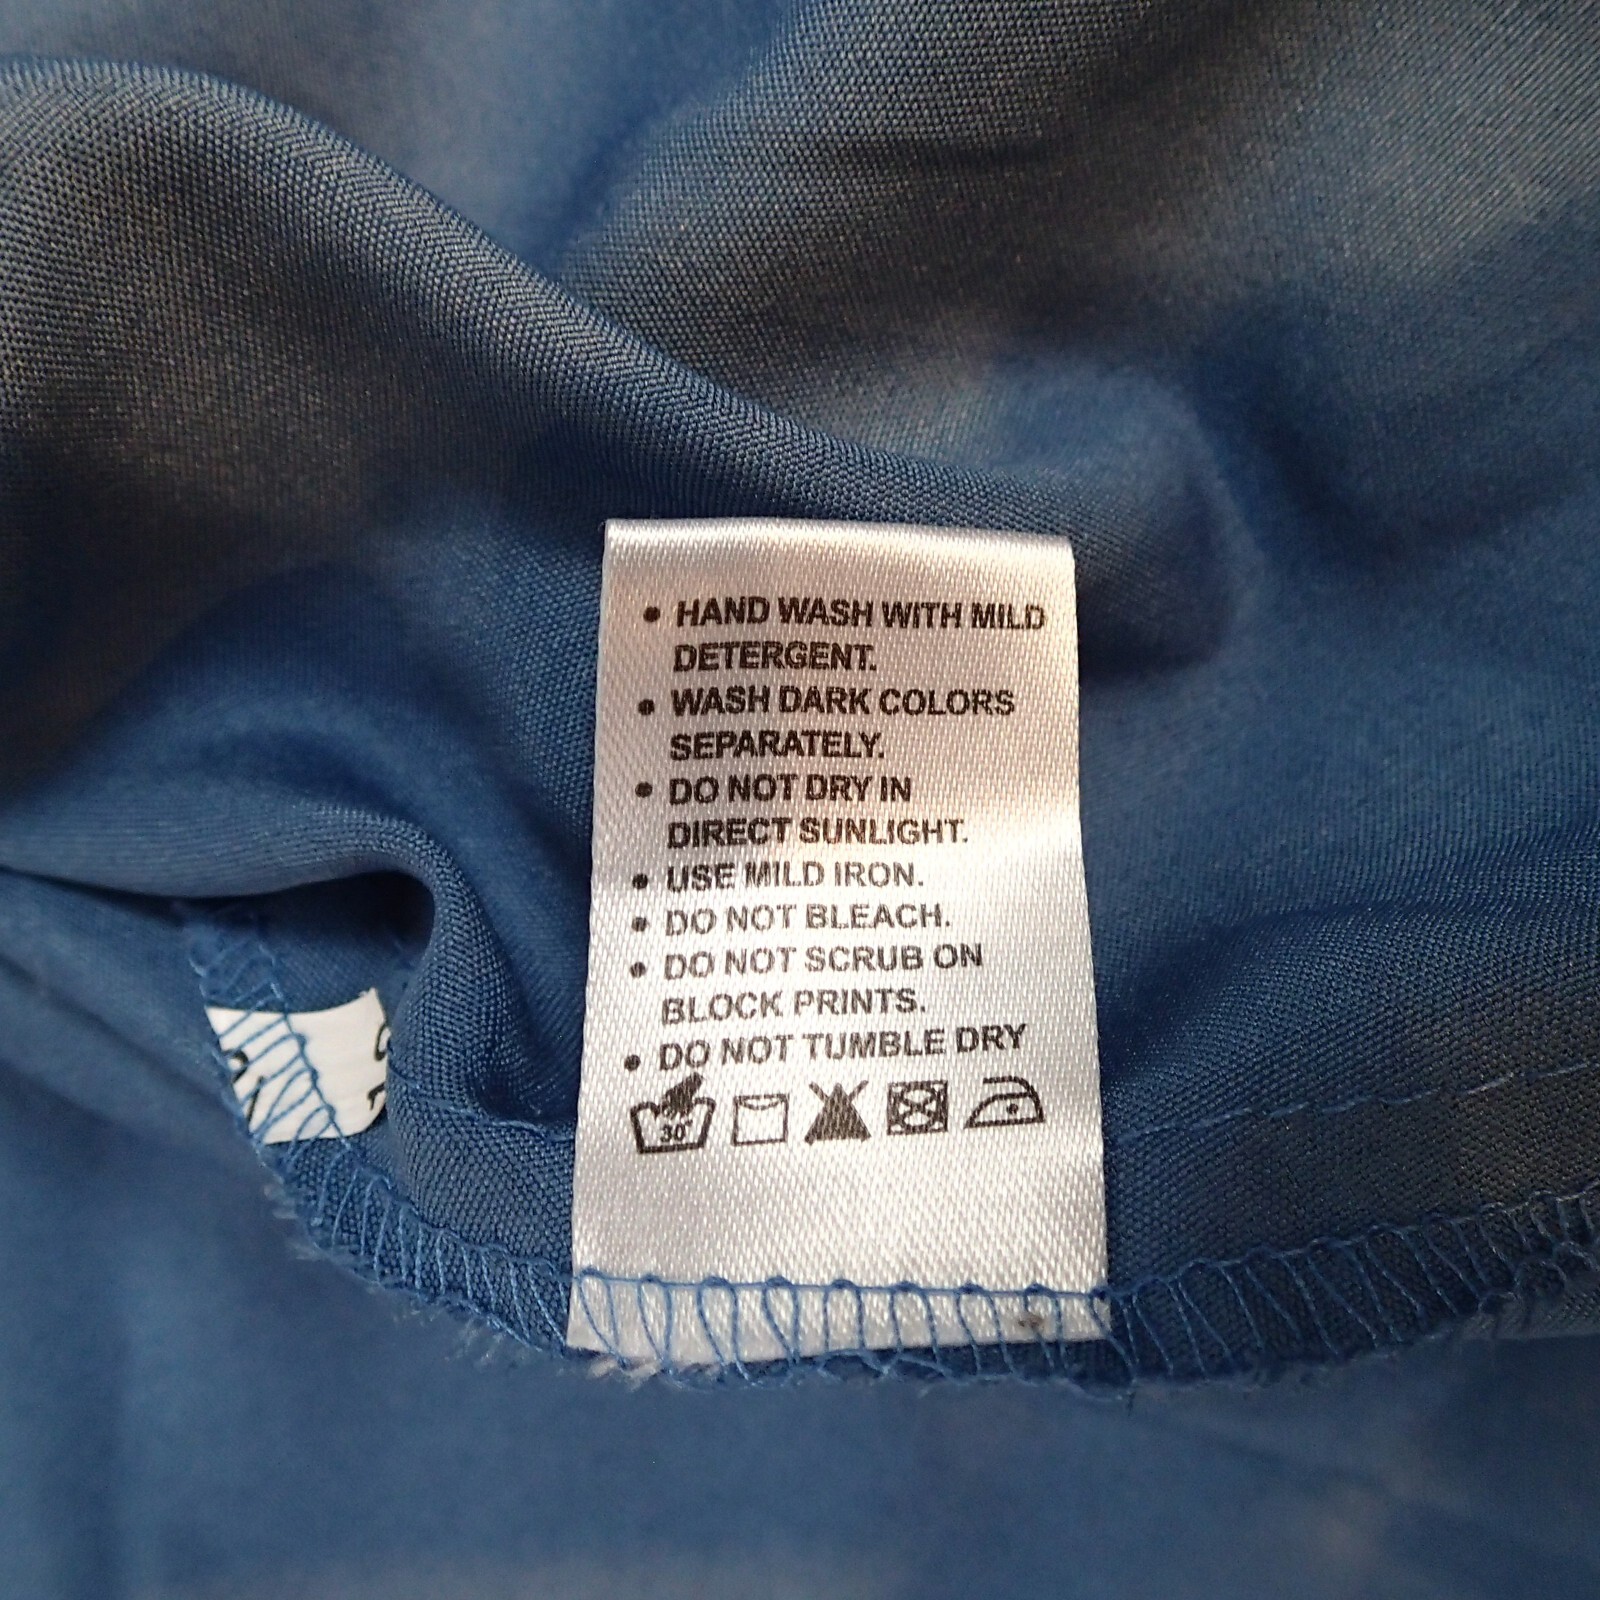 • HAND WASH WITH MILD
DETERGENT.
• WASH DARK COLORS
SEPARATELY.
• DO NOT DRY IN
DIRECT SUNLIGHT.
• USE MILD IRON.
• DO NOT BLEACH.
• DO NOT SCRUB ON
BLOCK PRINTS.
• DO NOT TUMBLE DRY
30°